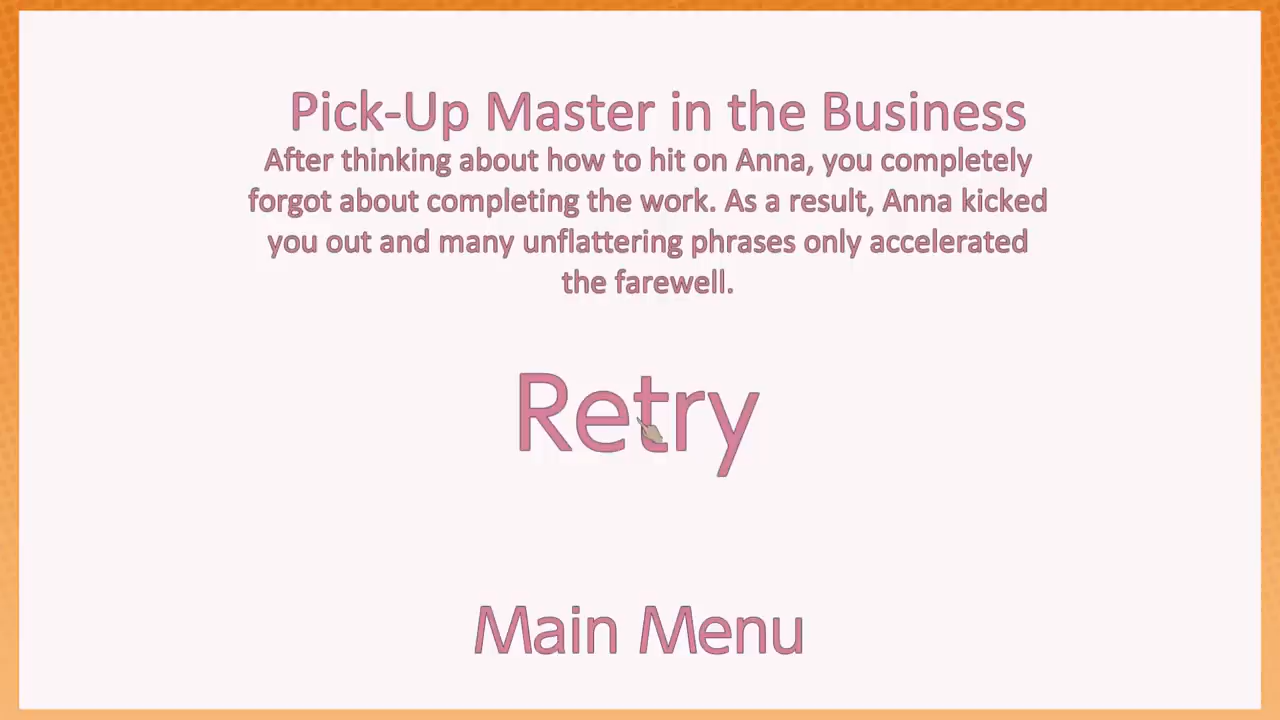 Pick-Up Master in the Business
After thinking about how to hit on Anna, you completely
forgot about completing the work. As a result, Anna kicked
you out and many unflattering phrases only accelerated
the farewell.
Retry
Main Menu